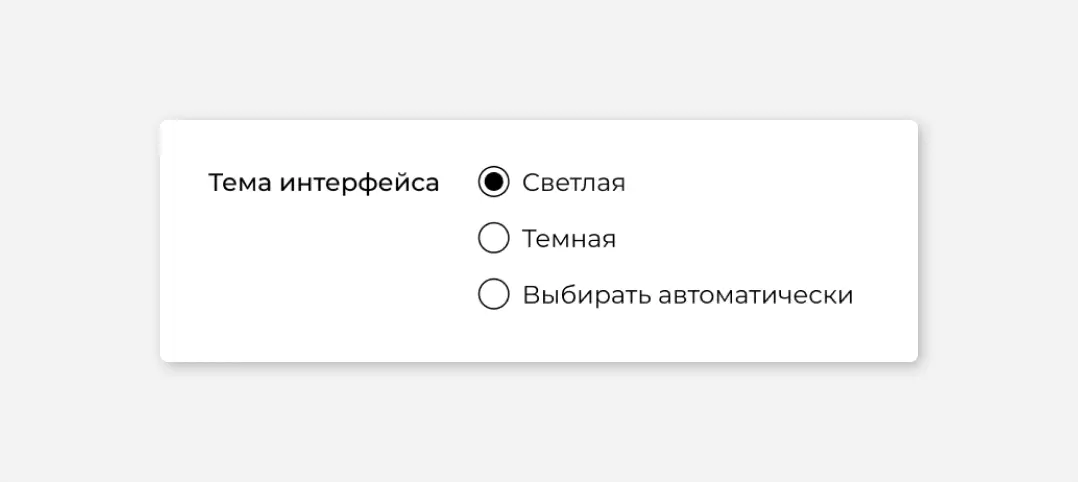 Тема интерфейса
Светлая
Темная
Выбирать автоматически